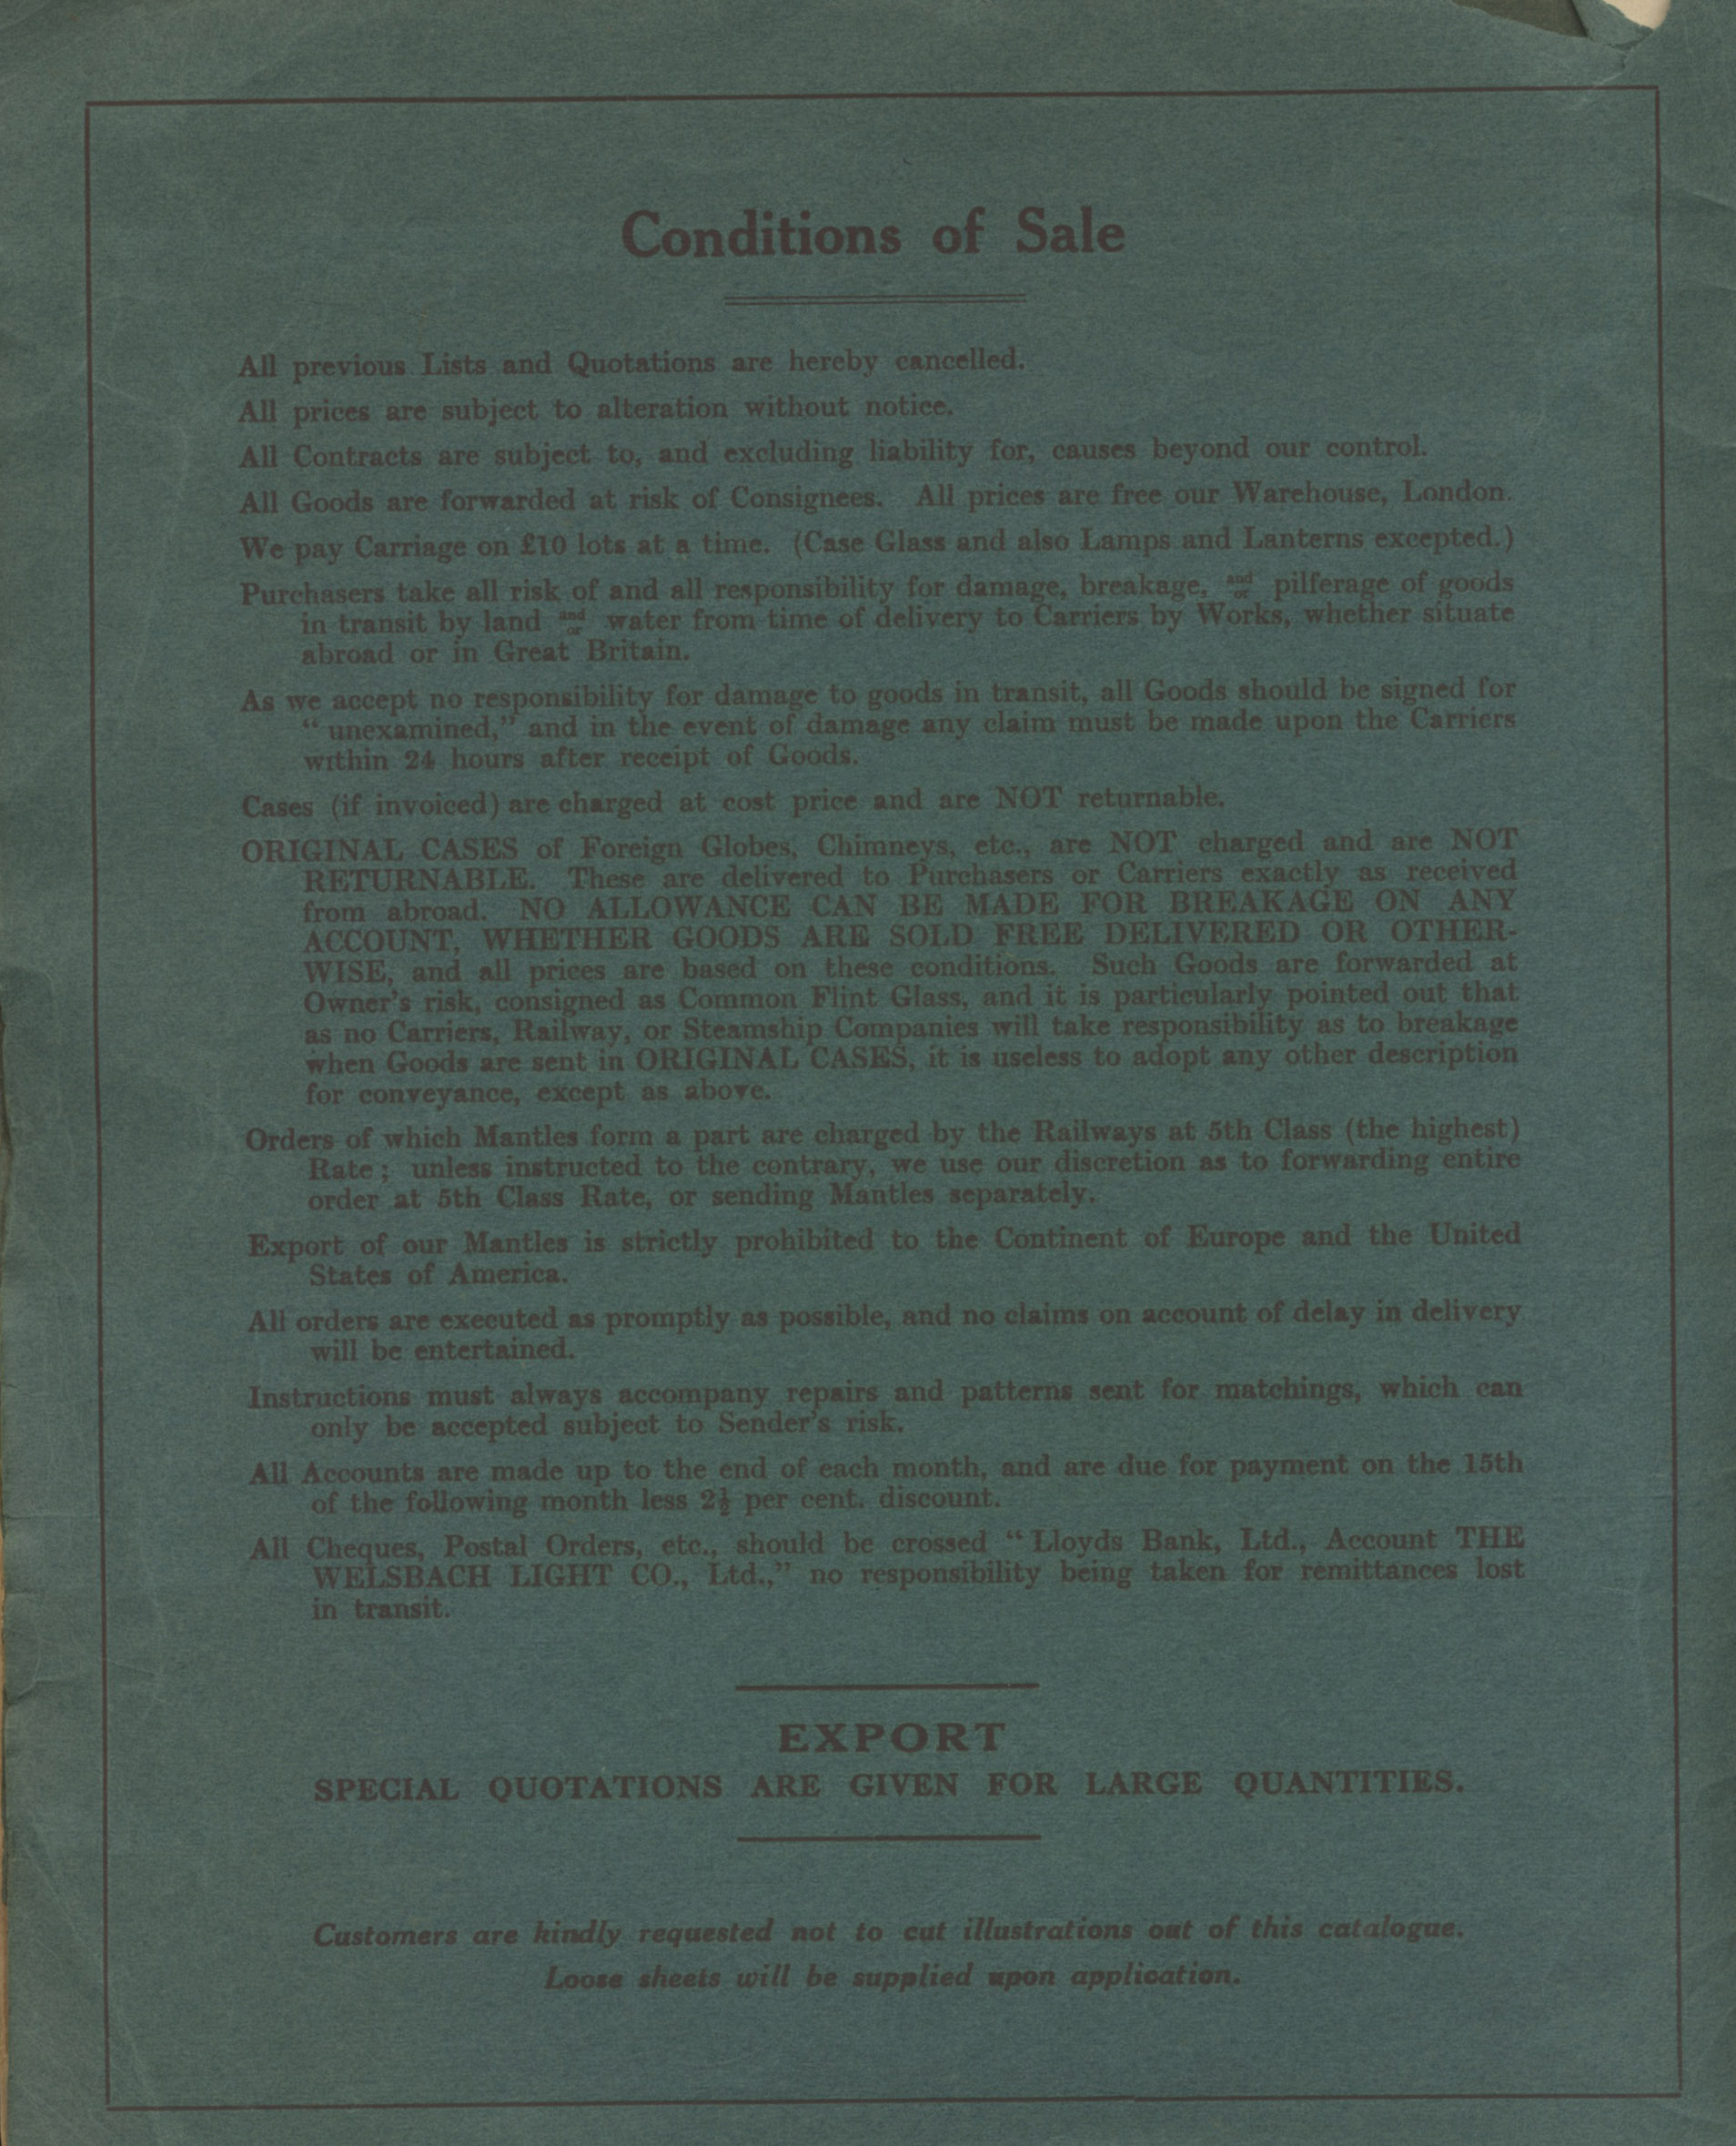 Conditions of Sale
All previous Lists and Quotations are hereby cancelled.
All prices are subject to alteration without notice.
All Contracts are subject to, and excluding liability for, causes beyond our control.
All Goods are forwarded at risk of Consignees. All prices are free our Warehouse, London.
We pay Carriage on £10 lots at a time. (Case Glass and also Lamps and Lanterns excepted.)
Purchasers take all risk of and all responsibility for damage, breakage, and/or pilferage of goods
in transit by land and/or water from time of delivery to Carriers by Works, whether situate
abroad or in Great Britain.
As we accept no responsibility for damage to goods in transit, all Goods should be signed for
“ unexamined,” and in the event of damage any claim must be made upon the Carriers
within 24 hours after receipt of Goods.
Cases (if invoiced) are charged at cost price and are NOT returnable.
ORIGINAL CASES of Foreign Globes, Chimneys, etc., are NOT charged and are NOT
RETURNABLE. These are delivered to Purchasers or Carriers exactly as received
from abroad. NO ALLOWANCE CAN BE MADE FOR BREAKAGE ON ANY
ACCOUNT, WHETHER GOODS ARE SOLD FREE DELIVERED OR OTHER-
WISE, and all prices are based on these conditions. Such Goods are forwarded at
Owner's risk, consigned as Common Flint Glass, and it is particularly pointed out that
as no Carriers, Railway, or Steamship Companies will take responsibility as to breakage
when Goods are sent in ORIGINAL CASES, it is useless to adopt any other description
for conveyance, except as above.
Orders of which Mantles form a part are charged by the Railways at 5th Class (the highest)
Rate ; unless instructed to the contrary, we use our discretion as to forwarding entire
order at 5th Class Rate, or sending Mantles separately.
Export of our Mantles is strictly prohibited to the Continent of Europe and the United
States of America.
All orders are executed as promptly as possible, and no claims on account of delay in delivery
will be entertained.
Instructions must always accompany repairs and patterns sent for matchings, which can
only be accepted subject to Sender's risk.
All Accounts are made up to the end of each month, and are due for payment on the 15th
of the following month less 2½ per cent. discount.
All Cheques, Postal Orders, etc., should be crossed “ Lloyds Bank, Ltd., Account THE
WELSBACH LIGHT CO., Ltd.,” no responsibility being taken for remittances lost
in transit.
EXPORT
SPECIAL QUOTATIONS ARE GIVEN FOR LARGE QUANTITIES.
Customers are kindly requested not to cut illustrations out of this catalogue.
Loose sheets will be supplied upon application.